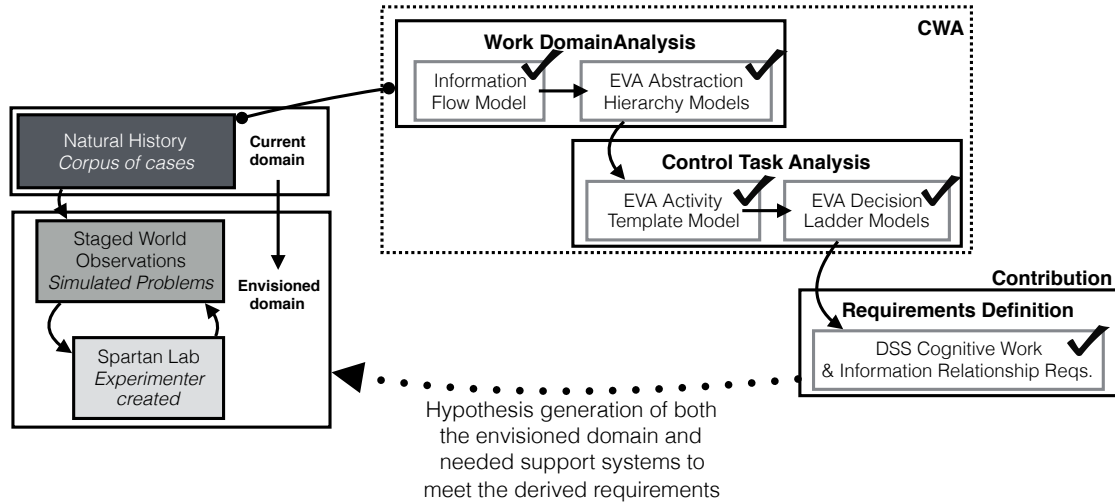 CWA
Work DomainAnalysis
Information
Flow Model
EVA Abstraction
Hierarchy Models
Natural History
Corpus of cases
Current
domain
Control Task Analysis
EVA Activity
Template Model
EVA Decision
Ladder Models
Staged World
Observations
Simulated Problems
Envisioned
domain
Spartan Lab
Experimenter
created
Contribution
Requirements Definition
DSS Cognitive Work
& Information Relationship Reqs.
Hypothesis generation of both
the envisioned domain and
needed support systems to
meet the derived requirements